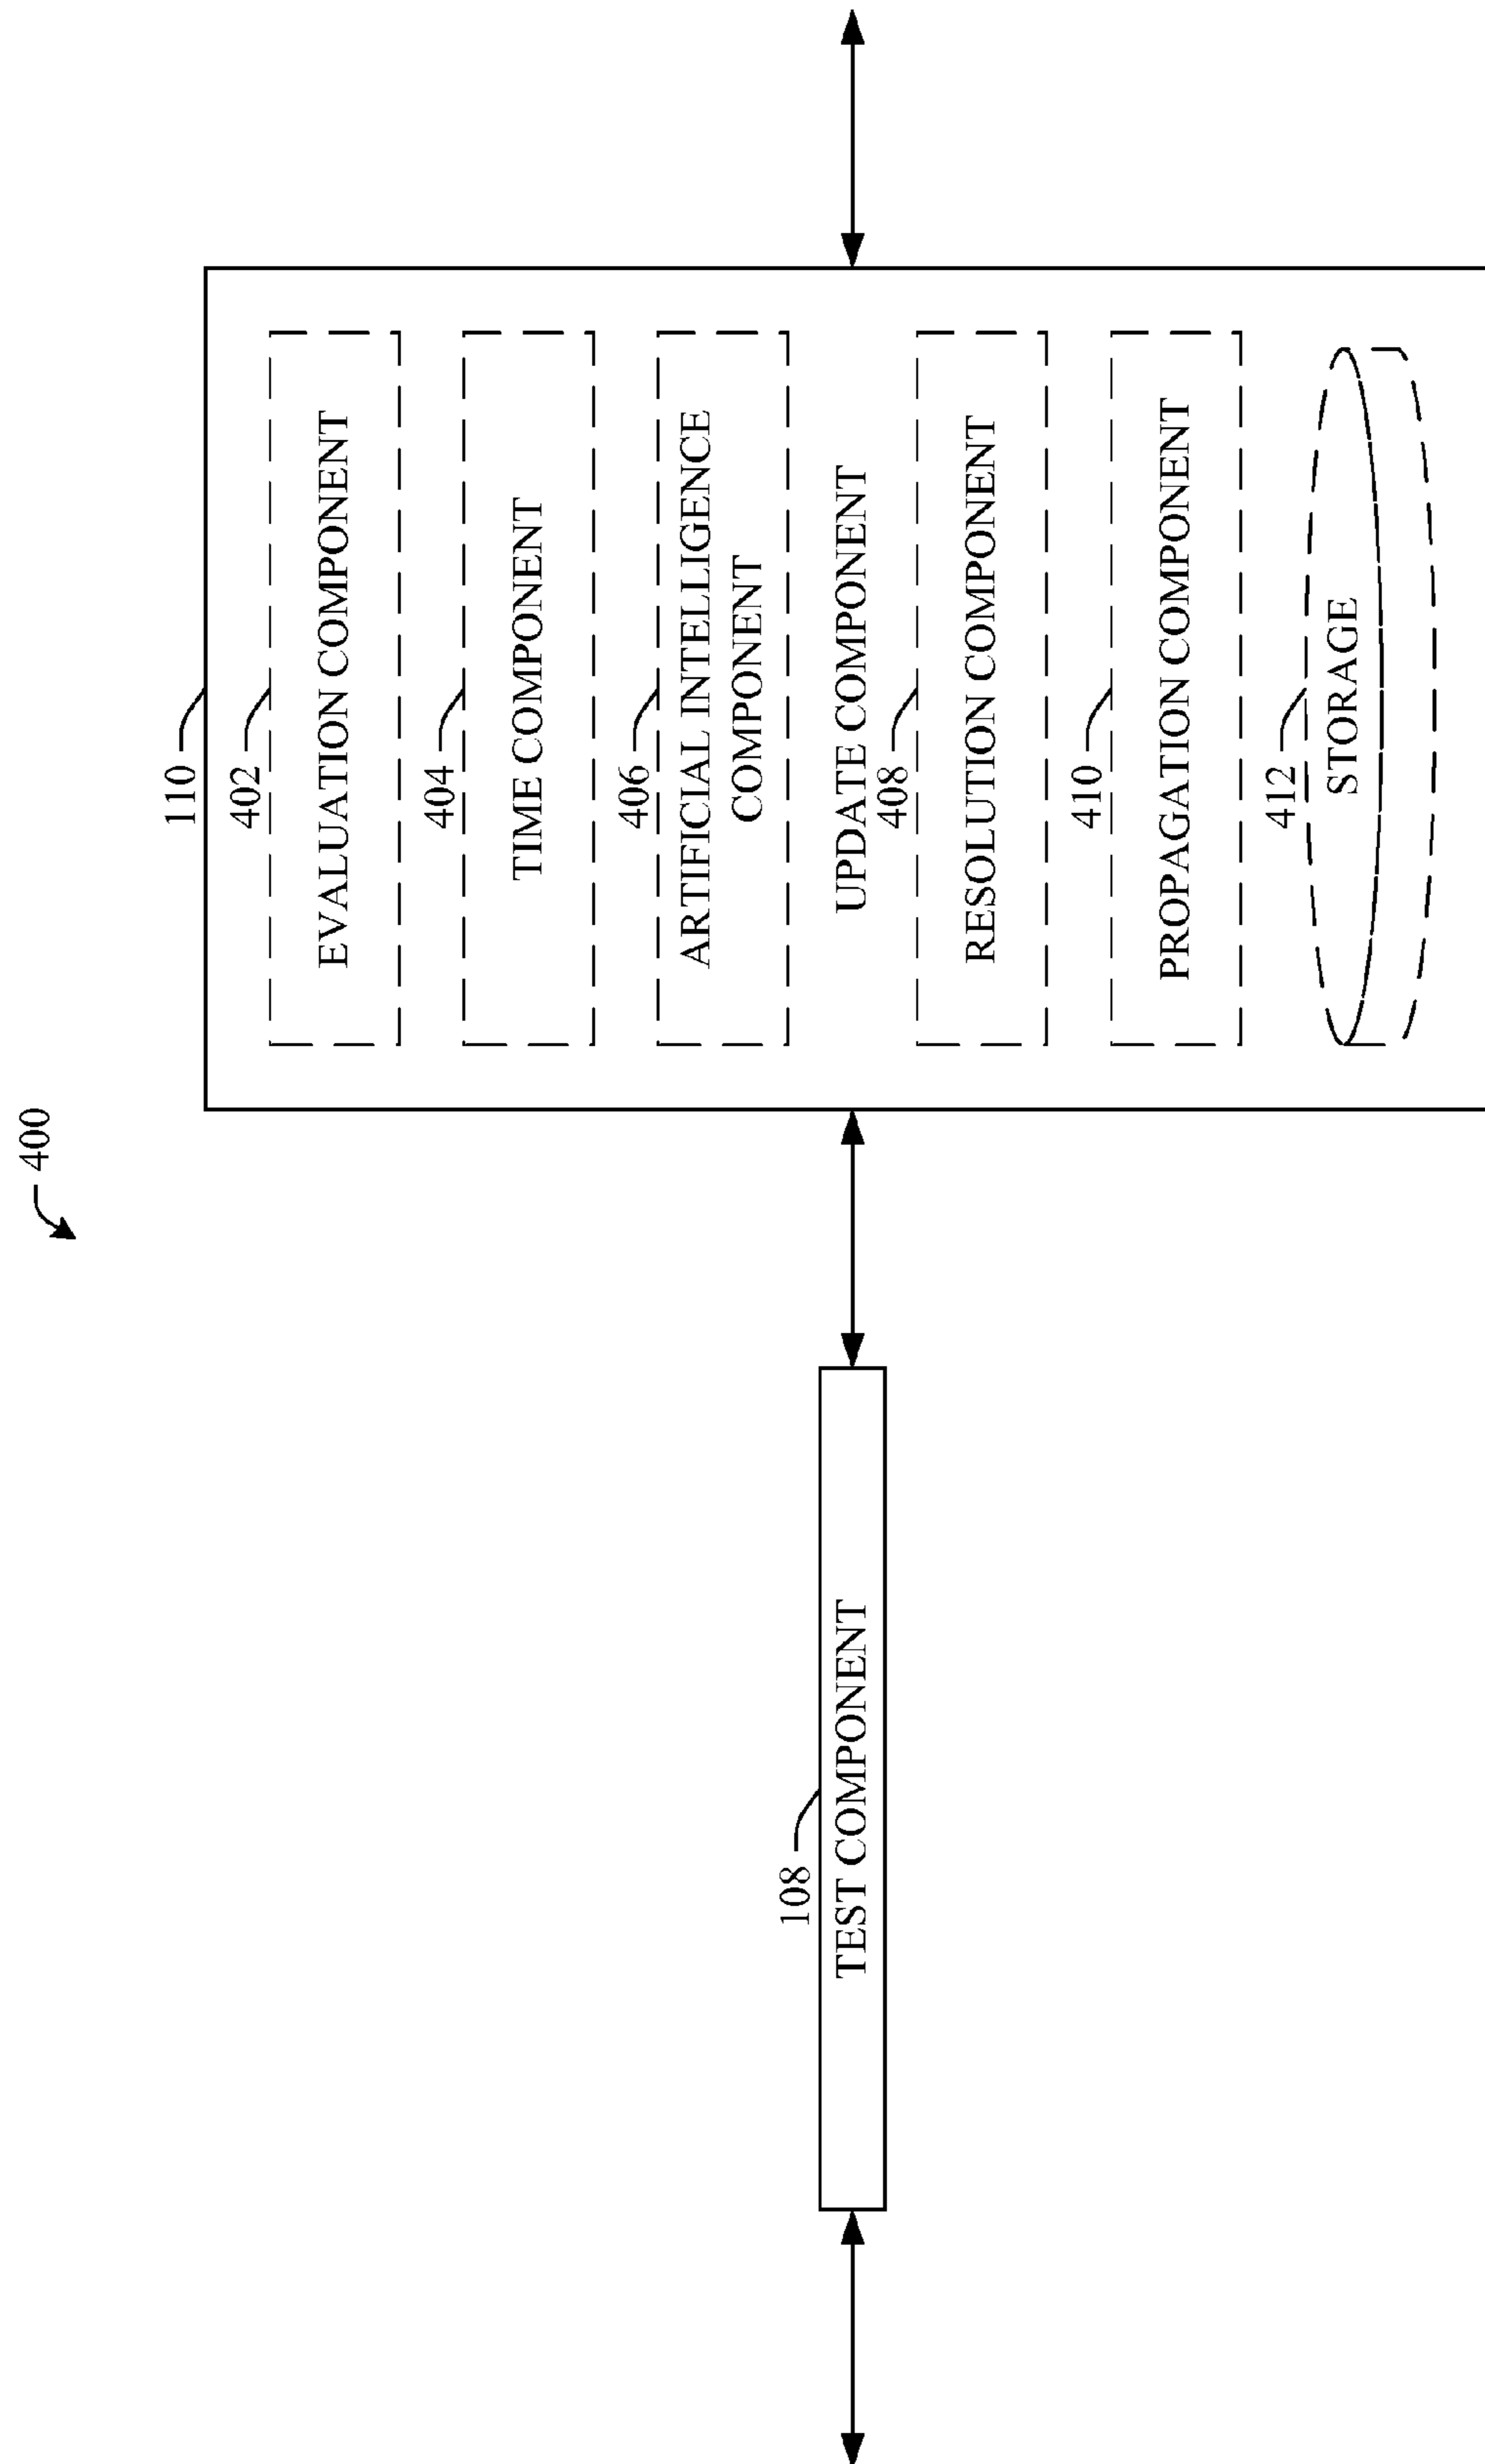 400
108
TEST COMPONENT
110
402
EVALUATION COMPONENT
404
TIME COMPONENT
406
ARTIFICIAL INTELLIGENCE
COMPONENT
UPDATE COMPONENT
408
RESOLUTION COMPONENT
410
PROPAGATION COMPONENT
412
STORAGE